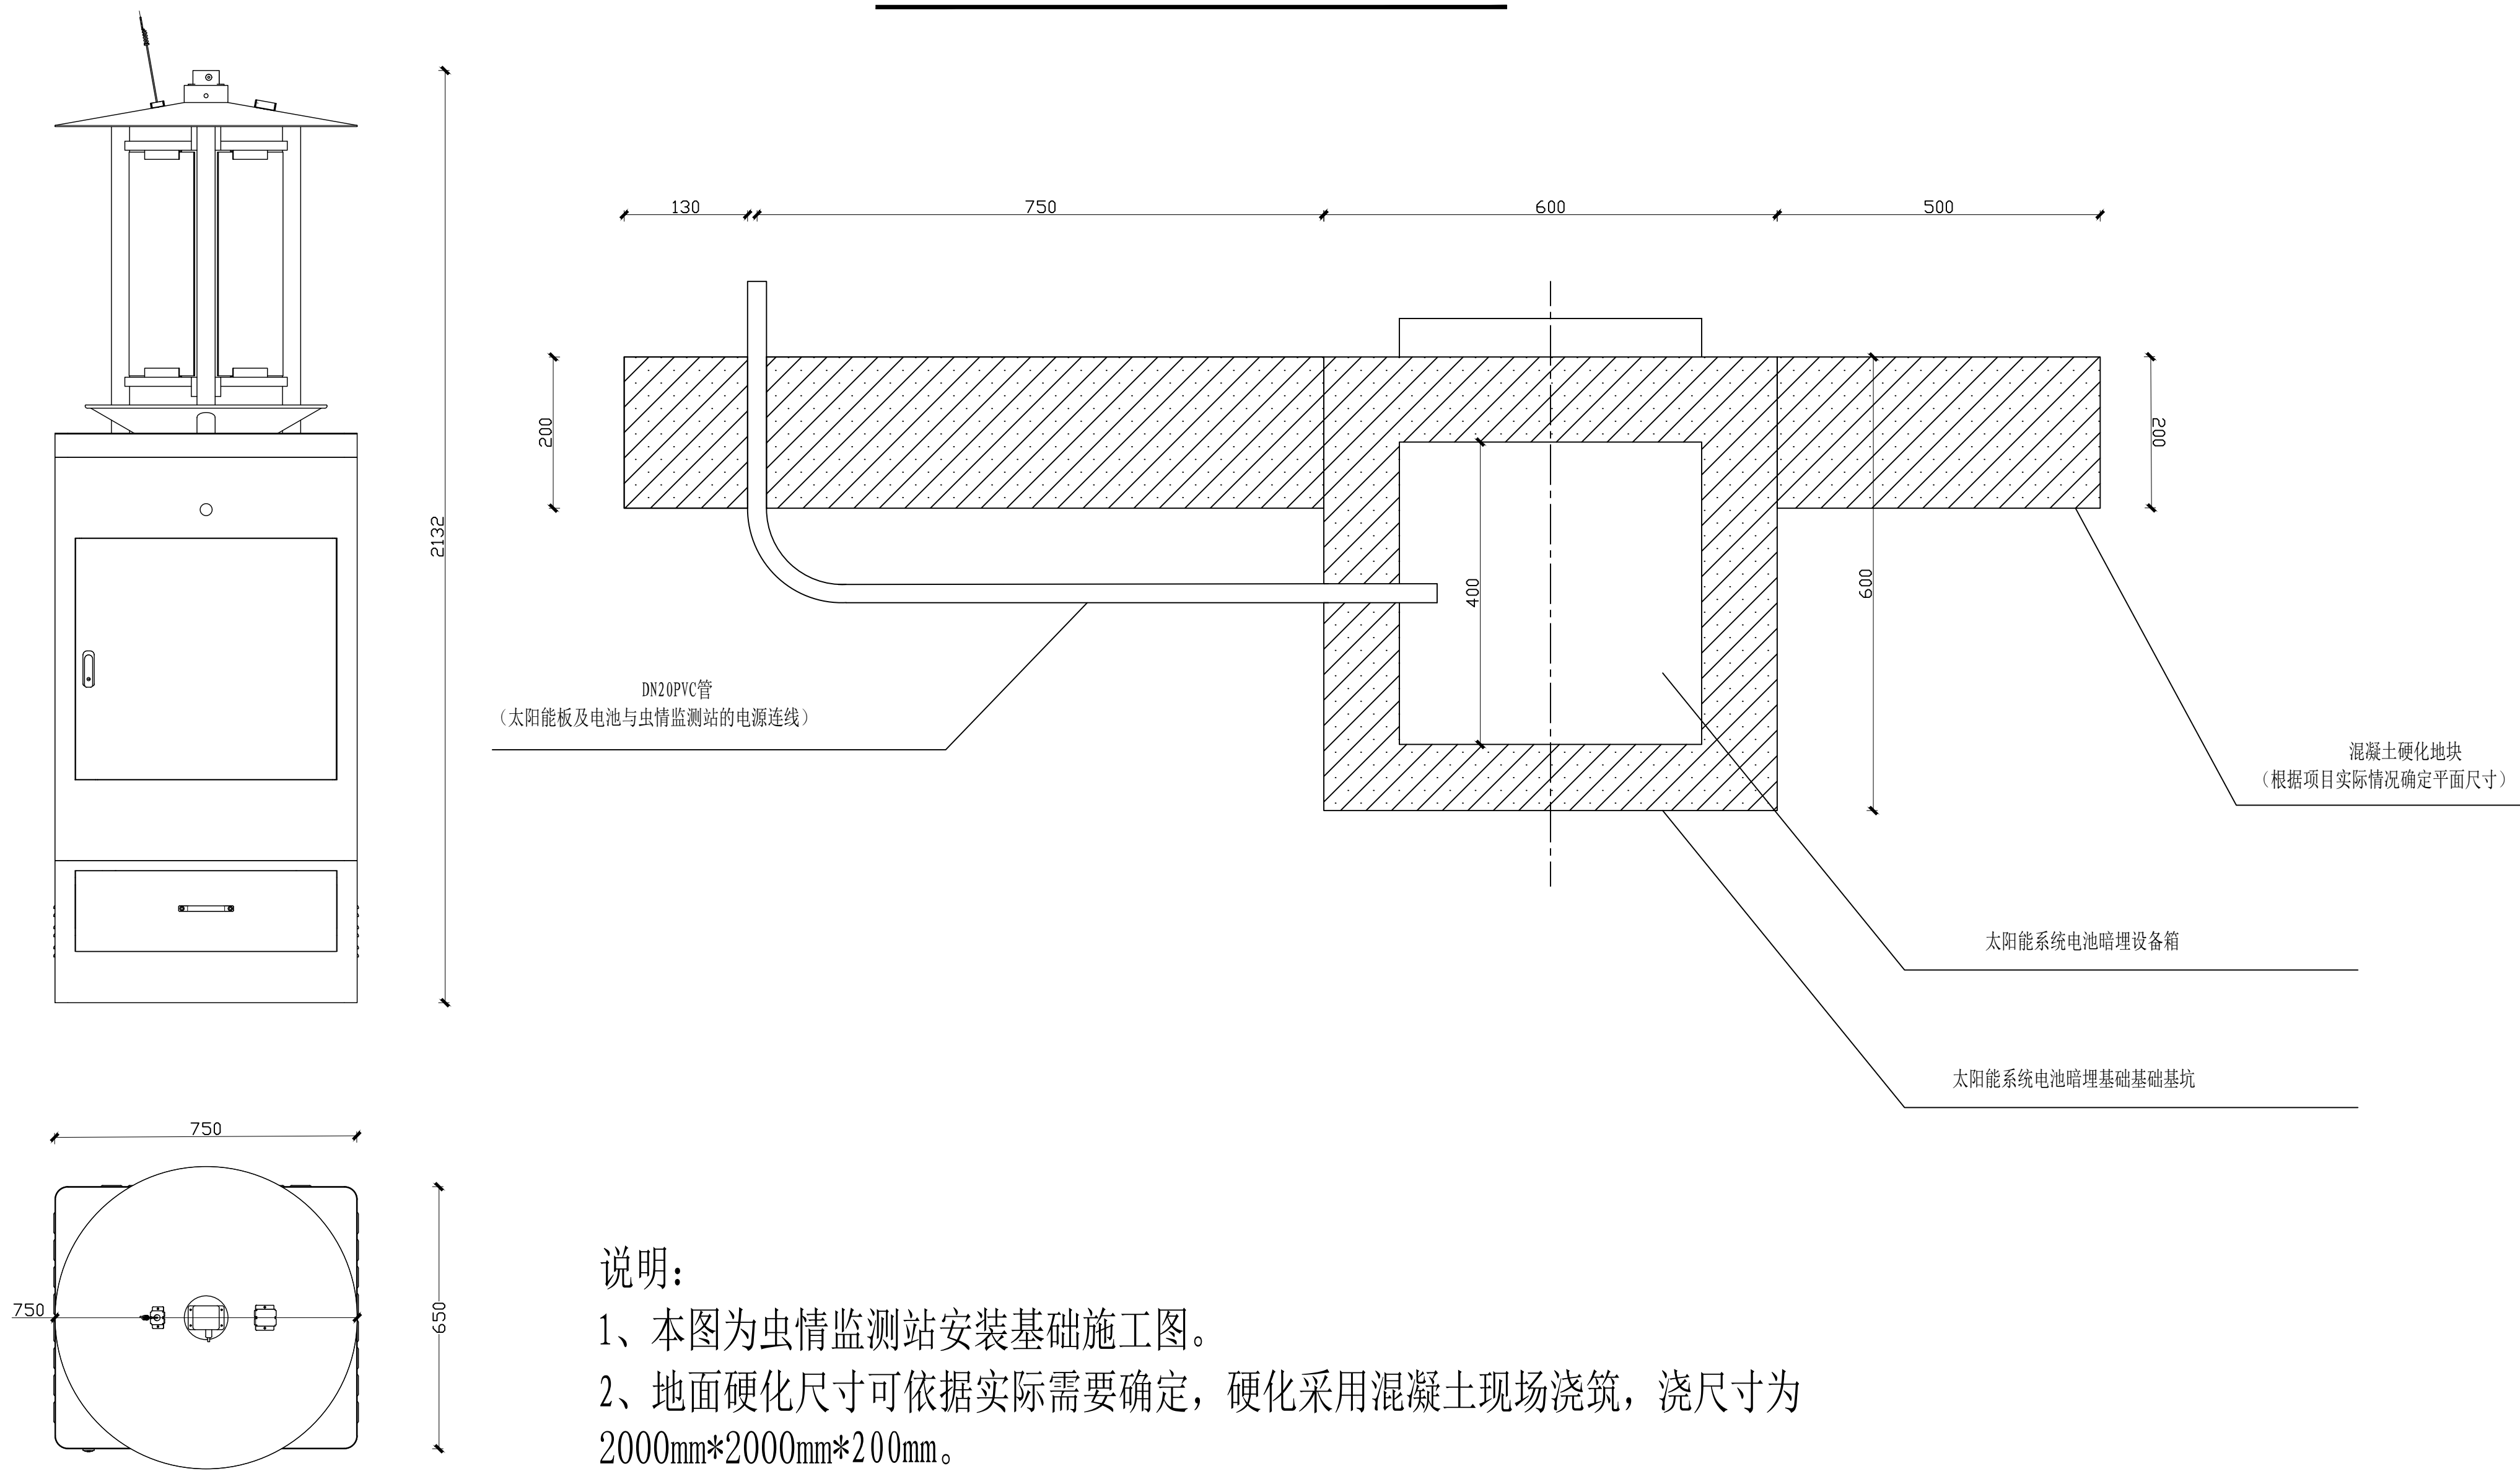 130
750
600
500
200
200
2132
400
600
DN20PVC管
（太阳能板及电池与虫情监测站的电源连线）
混凝土硬化地块
（根据项目实际情况确定平面尺寸）
太阳能系统电池暗埋设备箱
太阳能系统电池暗埋基础基础基坑
750
750
650
说明：
1、本图为虫情监测站安装基础施工图。
2、地面硬化尺寸可依据实际需要确定，硬化采用混凝土现场浇筑，浇尺寸为
2000mm*2000mm*200mm。